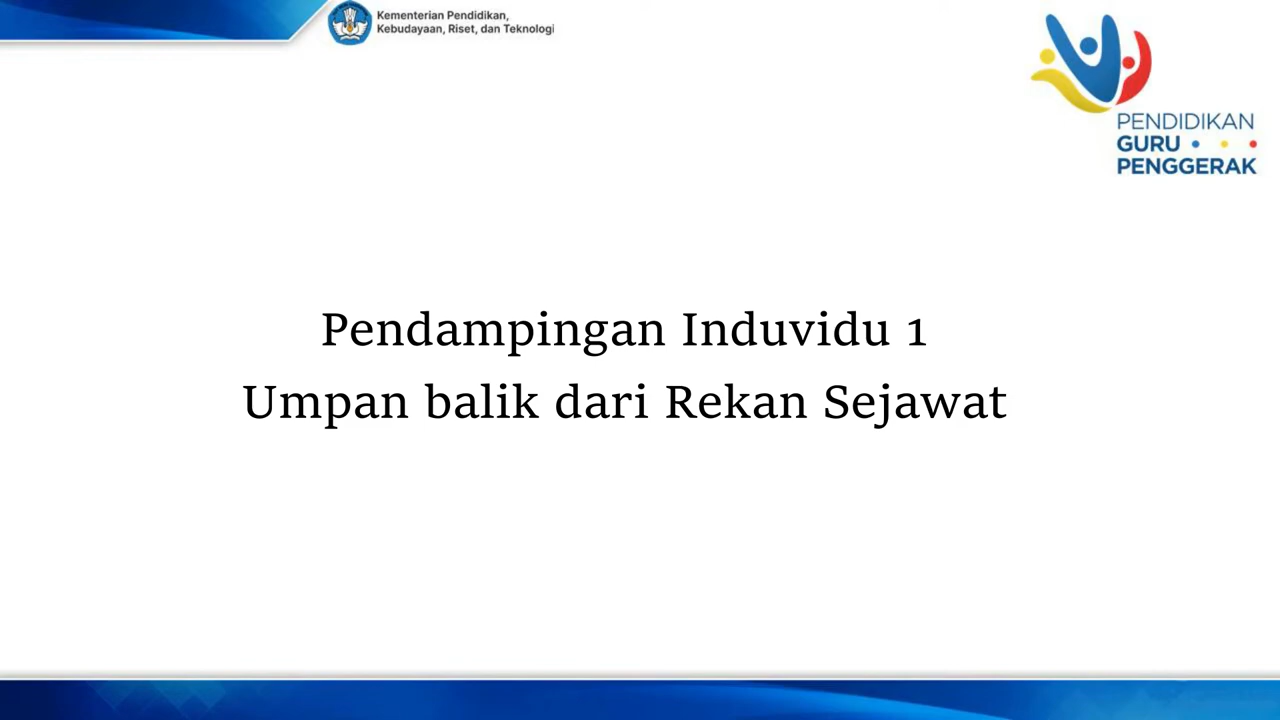 Kementerian Pendidikan,
Kebudayaan, Riset, dan Teknologi
PENDIDIKAN
GURU
PENGGERAK
Pendampingan Induvidu 1
Umpan balik dari Rekan Sejawat